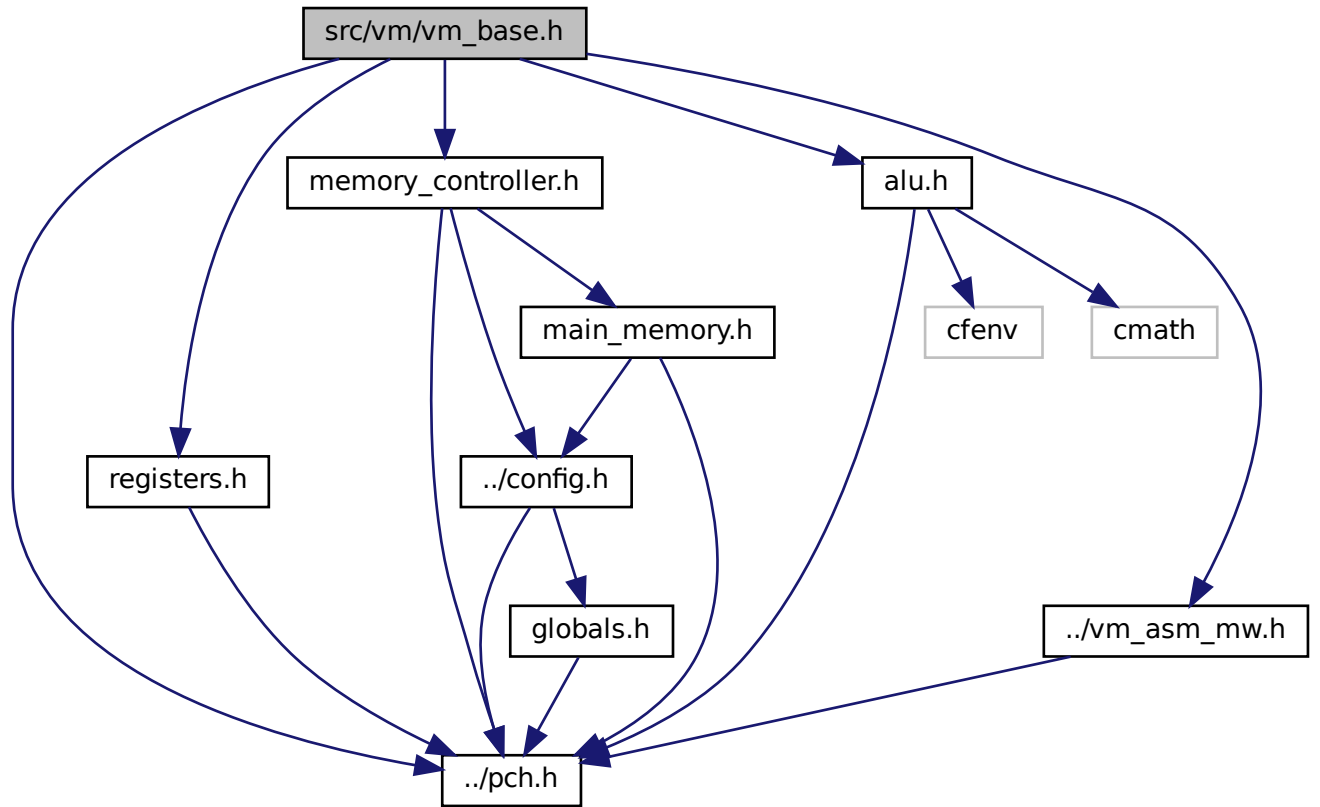 src/vm/vm_base.h
memory_controller.h
alu.h
main_memory.h
cfenv
cmath
registers.h
../config.h
globals.h
../vm_asm_mw.h
../pch.h